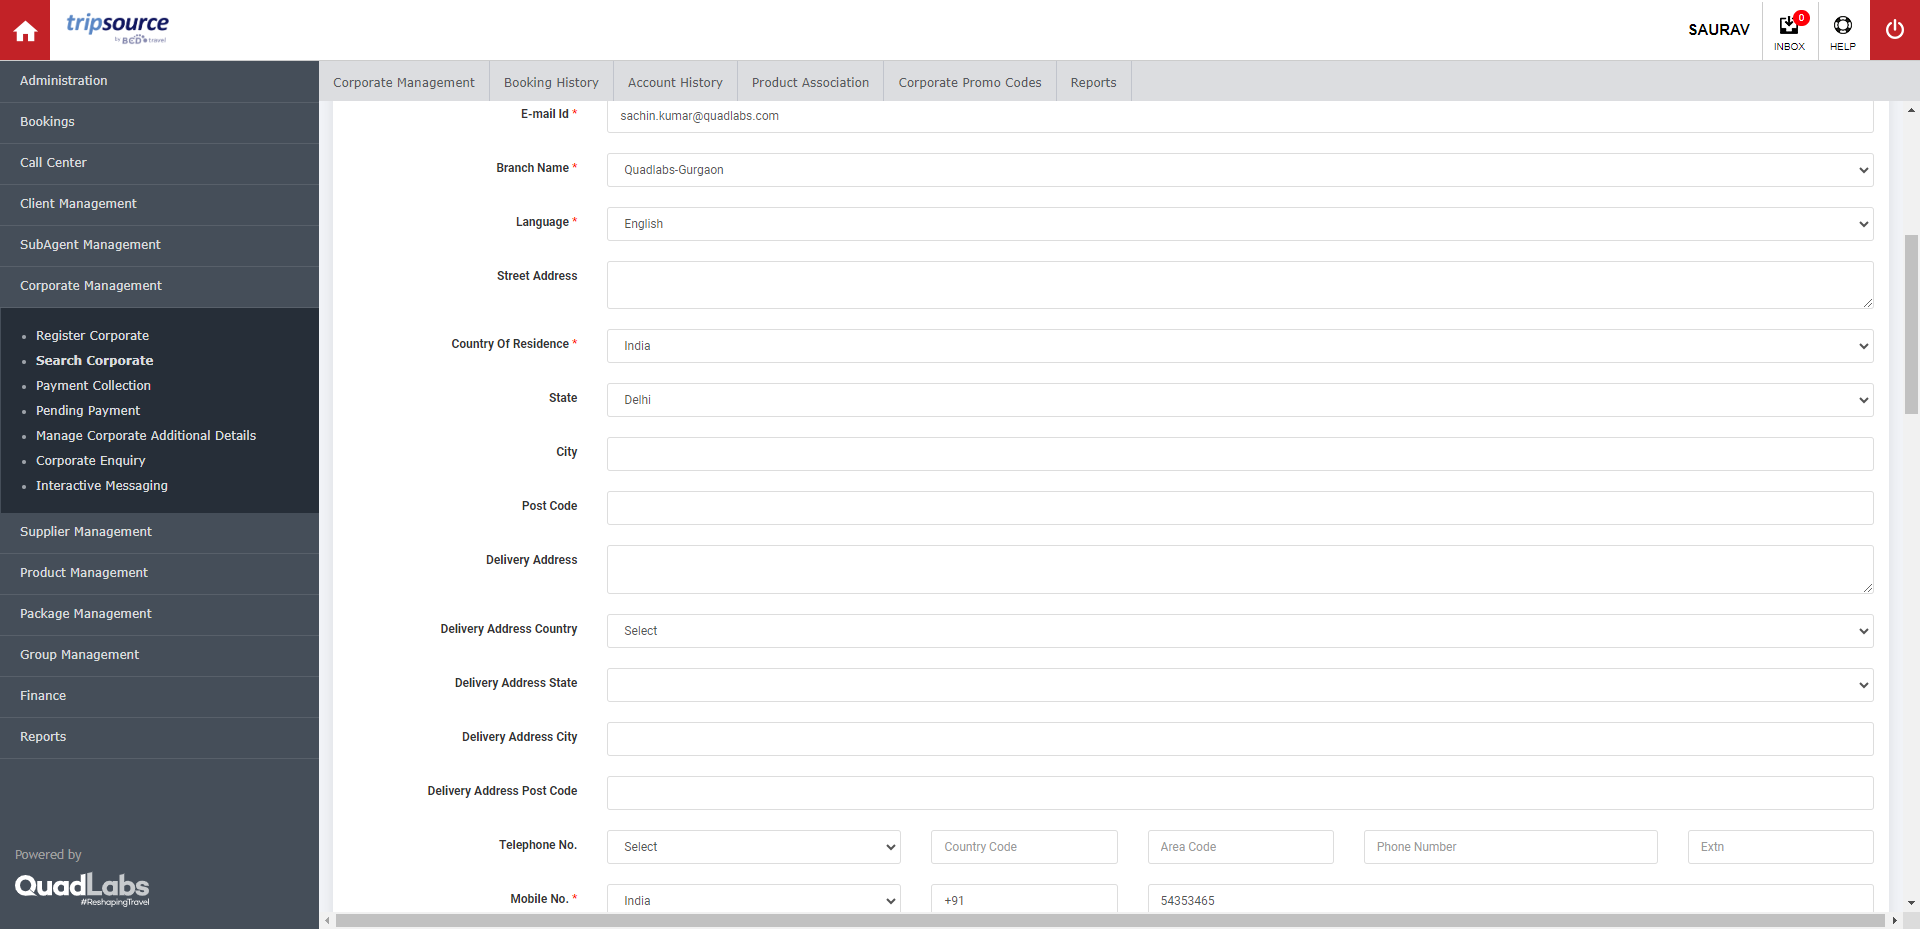 tripsource
by BCD travel
SAURAV
0
INBOX
HELP
Administration
Bookings
Call Center
Client Management
SubAgent Management
Corporate Management
Register Corporate
Search Corporate
Payment Collection
Pending Payment
Manage Corporate Additional Details
Corporate Enquiry
Interactive Messaging
Supplier Management
Product Management
Package Management
Group Management
Finance
Reports
Powered by
QuadLabs
#ReshapingTravel
Corporate Management
Booking History
Account History
Product Association
Corporate Promo Codes
Reports
E-mail Id * sachin.kumar@quadlabs.com
Branch Name * Quadlabs-Gurgaon
Language * English
Street Address
Country Of Residence * India
State Delhi
City
Post Code
Delivery Address
Delivery Address Country Select
Delivery Address State
Delivery Address City
Delivery Address Post Code
Telephone No. Select Country Code Area Code Phone Number Extn
Mobile No. * India +91 54353465